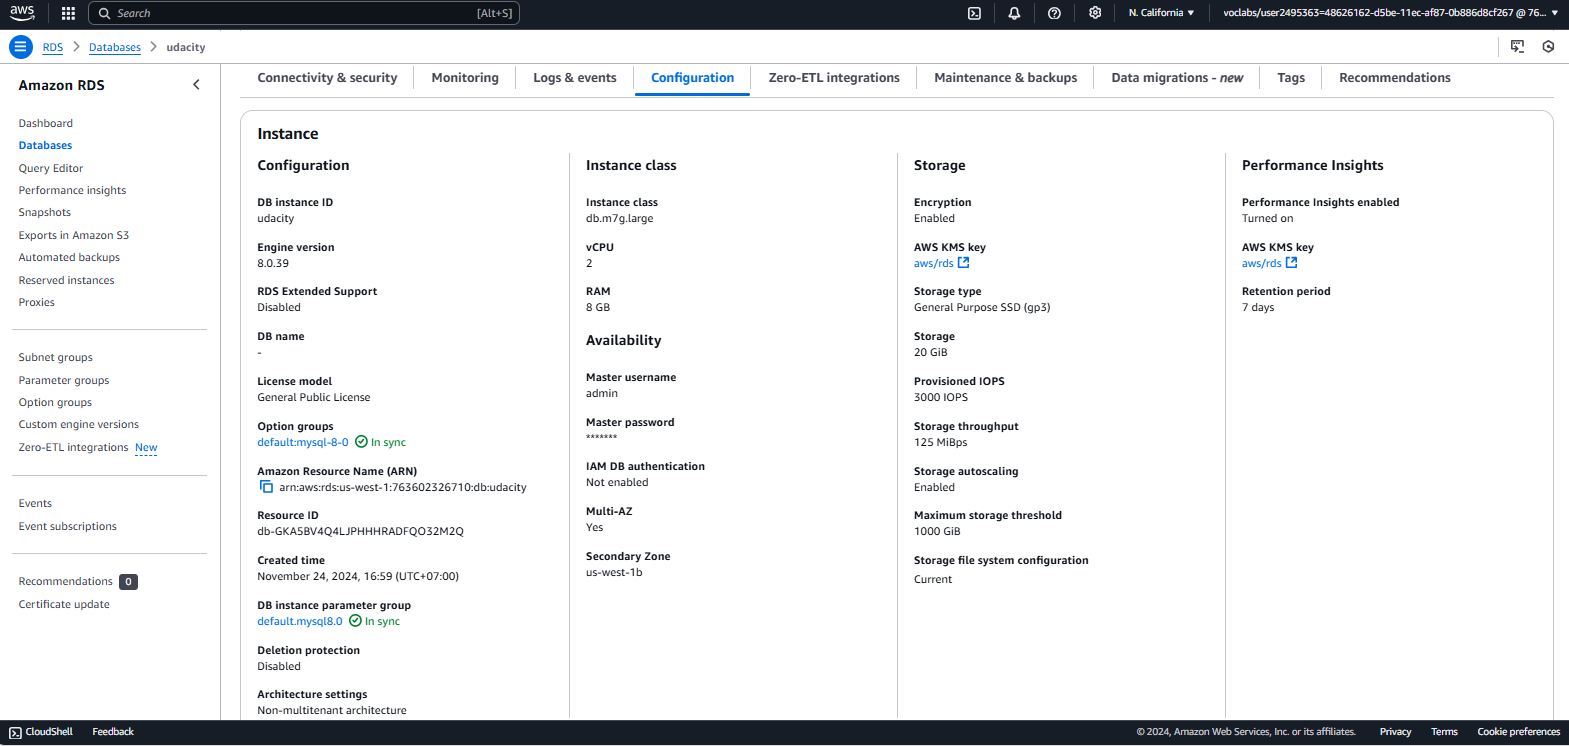 aws
Search [Alt+S]
N. California
voclabs/user2495363=48626162-d5be-11ec-af87-0b886d8cf267 @ 76...
RDS
Databases
udacity
Amazon RDS
Dashboard
Databases
Query Editor
Performance insights
Snapshots
Exports in Amazon S3
Automated backups
Reserved instances
Proxies
Subnet groups
Parameter groups
Option groups
Custom engine versions
Zero-ETL integrations New
Events
Event subscriptions
Recommendations 0
Certificate update
Connectivity & security
Monitoring
Logs & events
Configuration
Zero-ETL integrations
Maintenance & backups
Data migrations - new
Tags
Recommendations
Instance
Configuration
DB instance ID
udacity
Engine version
8.0.39
RDS Extended Support
Disabled
DB name
-
License model
General Public License
Option groups
default:mysql-8-0 In sync
Amazon Resource Name (ARN)
arn:aws:rds:us-west-1:763602326710:db:udacity
Resource ID
db-GKA5BV4Q4LJPHHHRADFQO32M2Q
Created time
November 24, 2024, 16:59 (UTC+07:00)
DB instance parameter group
default.mysql8.0 In sync
Deletion protection
Disabled
Architecture settings
Non-multitenant architecture
Instance class
Instance class
db.m7g.large
vCPU
2
RAM
8 GB
Availability
Master username
admin
Master password
*******
IAM DB authentication
Not enabled
Multi-AZ
Yes
Secondary Zone
us-west-1b
Storage
Encryption
Enabled
AWS KMS key
aws/rds
Storage type
General Purpose SSD (gp3)
Storage
20 GiB
Provisioned IOPS
3000 IOPS
Storage throughput
125 MiBps
Storage autoscaling
Enabled
Maximum storage threshold
1000 GiB
Storage file system configuration
Current
Performance Insights
Performance Insights enabled
Turned on
AWS KMS key
aws/rds
Retention period
7 days
CloudShell
Feedback
© 2024, Amazon Web Services, Inc. or its affiliates.
Privacy
Terms
Cookie preferences